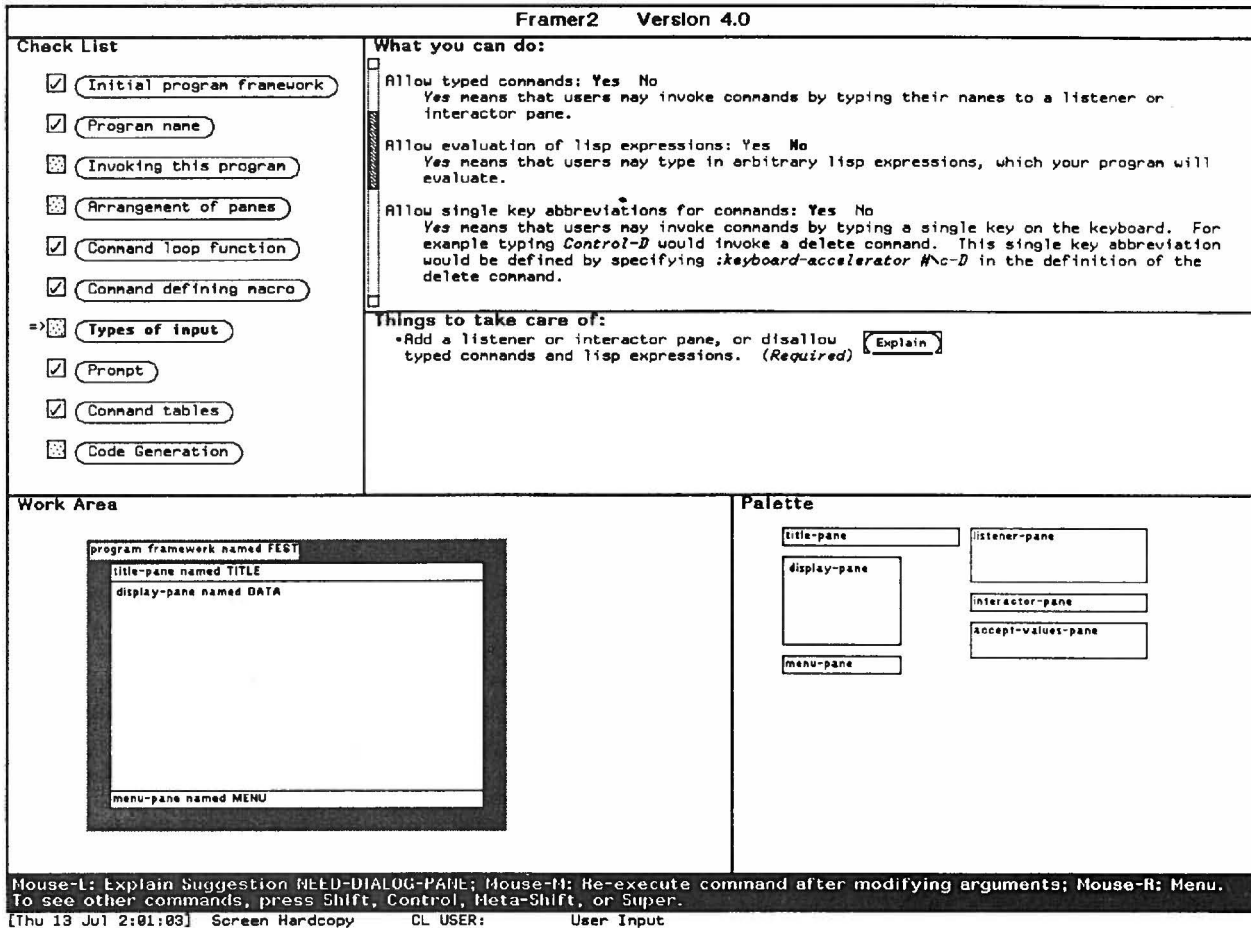 Framer2 Version 4.0
Check List
Initial program framework
Program name
Invoking this program
Arrangement of panes
Command loop function
Command defining macro
=> Types of input
Prompt
Command tables
Code Generation
What you can do:
Allow typed commands: Yes No
Yes means that users may invoke commands by typing their names to a listener or
interactor pane.
Allow evaluation of lisp expressions: Yes No
Yes means that users may type in arbitrary lisp expressions, which your program will
evaluate.
Allow single key abbreviations for commands: Yes No
Yes means that users may invoke commands by typing a single key on the keyboard. For
example typing Control-D would invoke a delete command. This single key abbreviation
would be defined by specifying :keyboard-accelerator #\c-D in the definition of the
delete command.
Things to take care of:
•Add a listener or interactor pane, or disallow
typed commands and lisp expressions. (Required)
Explain
Work Area
program framework named FEST
title-pane named TITLE
display-pane named DATA
menu-pane named MENU
Palette
title-pane
display-pane
menu-pane
listener-pane
interactor-pane
accept-values-pane
Mouse-L: Explain Suggestion NEED-DIALOG-PANE; Mouse-M: Re-execute command after modifying arguments; Mouse-R: Menu.
To see other commands, press Shift, Control, Meta-Shift, or Super.
[Thu 13 Jul 2:01:03] Screen Hardcopy CL USER: User Input